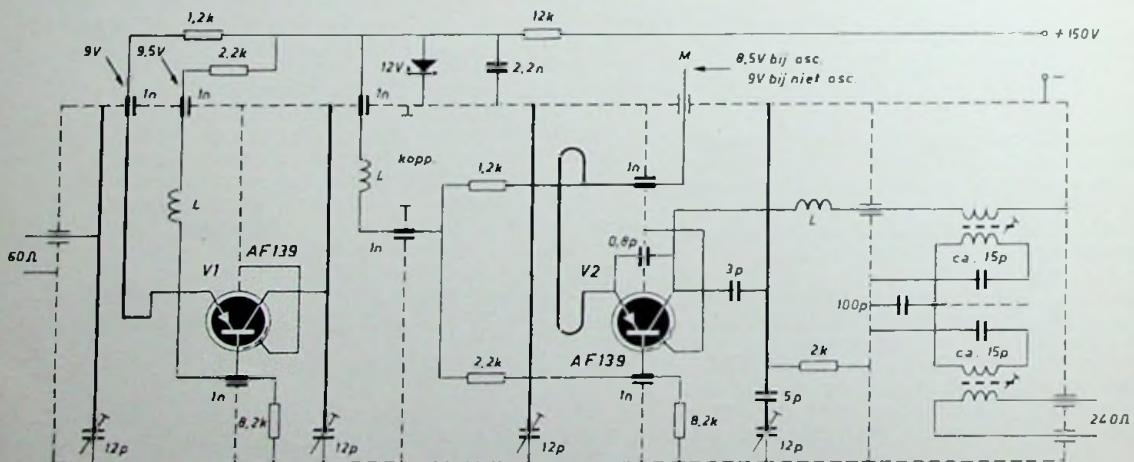 1,2k
12k
+150V
9V
9,5V
2,2k
12V
2,2n
M
8,5V bij osc.
9V bij niet osc.
1n
1n
1n
1n
kopp.
1,2k
L
L
1n
L
60Ω
AF139
V1
0,8p
V2
3p
ca. 15p
100p
AF139
2,2k
2k
ca. 15p
1n
8,2k
1n
8,2k
5p
240Ω
12p
12p
12p
12p